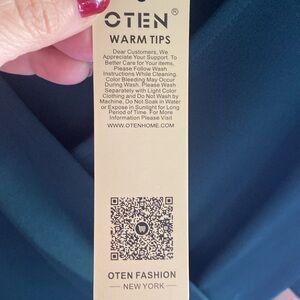 OTEN®
WARM TIPS
Dear Customers, We
Appreciate Your Support. To
Better Care for Your Items,
Please Follow Wash
Instructions While Cleaning.
Color Bleeding May Occur
During Wash. Please Wash
Separately with Light Color
Clothing and Do Not Wash by
Machine, Do Not Soak in Water
or Expose in Sunlight for Long
Period of Time. For More
Information Please Visit
WWW.OTENHOME.COM
OTEN FASHION
NEW YORK